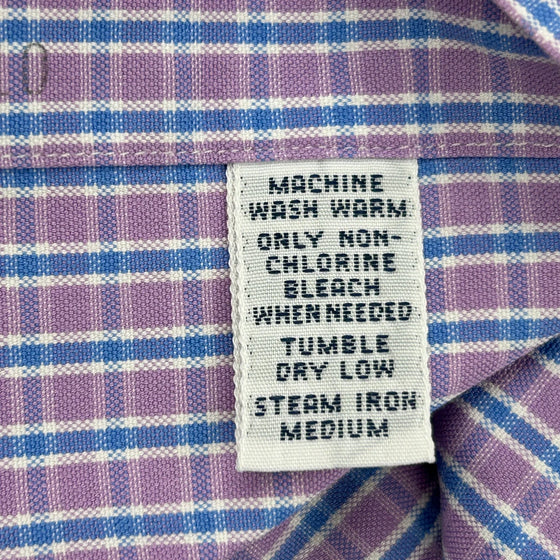 MACHINE
WASH WARM
ONLY NON-
CHLORINE
BLEACH
WHEN NEEDED
TUMBLE
DRY LOW
STEAM IRON
MEDIUM